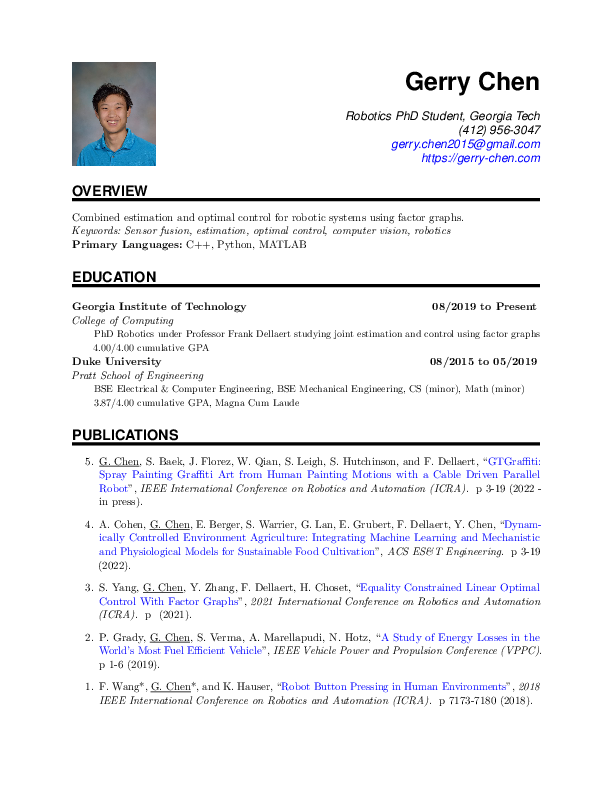 Gerry Chen
Robotics PhD Student, Georgia Tech
(412) 956-3047
gerry.chen2015@gmail.com
https://gerry-chen.com
OVERVIEW
Combined estimation and optimal control for robotic systems using factor graphs.
Keywords: Sensor fusion, estimation, optimal control, computer vision, robotics
Primary Languages: C++, Python, MATLAB
EDUCATION
Georgia Institute of Technology 08/2019 to Present
College of Computing
PhD Robotics under Professor Frank Dellaert studying joint estimation and control using factor graphs
4.00/4.00 cumulative GPA
Duke University 08/2015 to 05/2019
Pratt School of Engineering
BSE Electrical & Computer Engineering, BSE Mechanical Engineering, CS (minor), Math (minor)
3.87/4.00 cumulative GPA, Magna Cum Laude
PUBLICATIONS
5. G. Chen, S. Baek, J. Florez, W. Qian, S. Leigh, S. Hutchinson, and F. Dellaert, “GTGraffiti:
Spray Painting Graffiti Art from Human Painting Motions with a Cable Driven Parallel
Robot”, IEEE International Conference on Robotics and Automation (ICRA). p 3-19 (2022 -
in press).
4. A. Cohen, G. Chen, E. Berger, S. Warrier, G. Lan, E. Grubert, F. Dellaert, Y. Chen, “Dynam-
ically Controlled Environment Agriculture: Integrating Machine Learning and Mechanistic
and Physiological Models for Sustainable Food Cultivation”, ACS ES&T Engineering. p 3-19
(2022).
3. S. Yang, G. Chen, Y. Zhang, F. Dellaert, H. Choset, “Equality Constrained Linear Optimal
Control With Factor Graphs”, 2021 International Conference on Robotics and Automation
(ICRA). p (2021).
2. P. Grady, G. Chen, S. Verma, A. Marellapudi, N. Hotz, “A Study of Energy Losses in the
World's Most Fuel Efficient Vehicle”, IEEE Vehicle Power and Propulsion Conference (VPPC).
p 1-6 (2019).
1. F. Wang*, G. Chen*, and K. Hauser, “Robot Button Pressing in Human Environments”, 2018
IEEE International Conference on Robotics and Automation (ICRA). p 7173-7180 (2018).